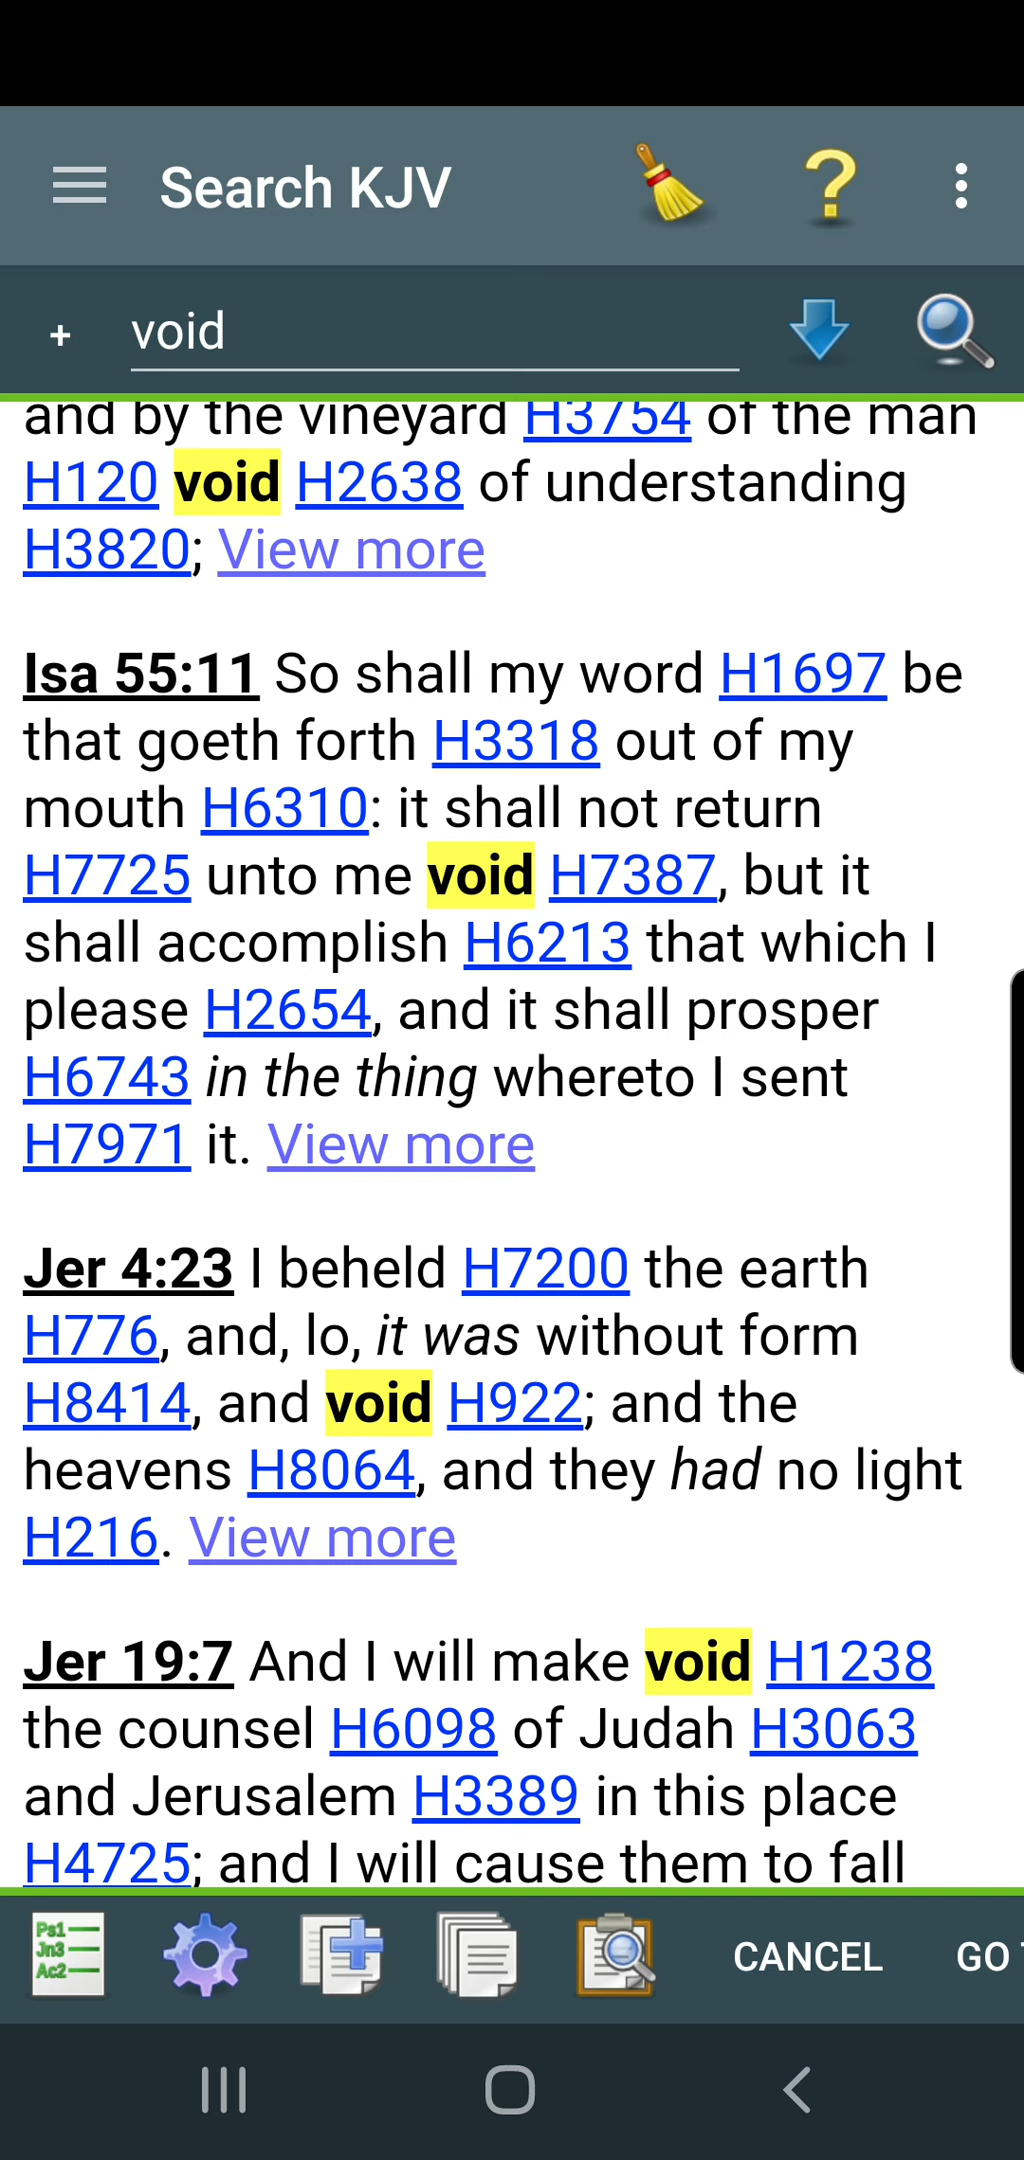 Search KJV
+ void
and by the vineyard H3754 of the man
H120 void H2638 of understanding
H3820; View more
Isa 55:11 So shall my word H1697 be
that goeth forth H3318 out of my
mouth H6310: it shall not return
H7725 unto me void H7387, but it
shall accomplish H6213 that which I
please H2654, and it shall prosper
H6743 in the thing whereto I sent
H7971 it. View more
Jer 4:23 I beheld H7200 the earth
H776, and, lo, it was without form
H8414, and void H922; and the
heavens H8064, and they had no light
H216. View more
Jer 19:7 And I will make void H1238
the counsel H6098 of Judah H3063
and Jerusalem H3389 in this place
H4725; and I will cause them to fall
Ps1
Jn3
Ac2
CANCEL GO